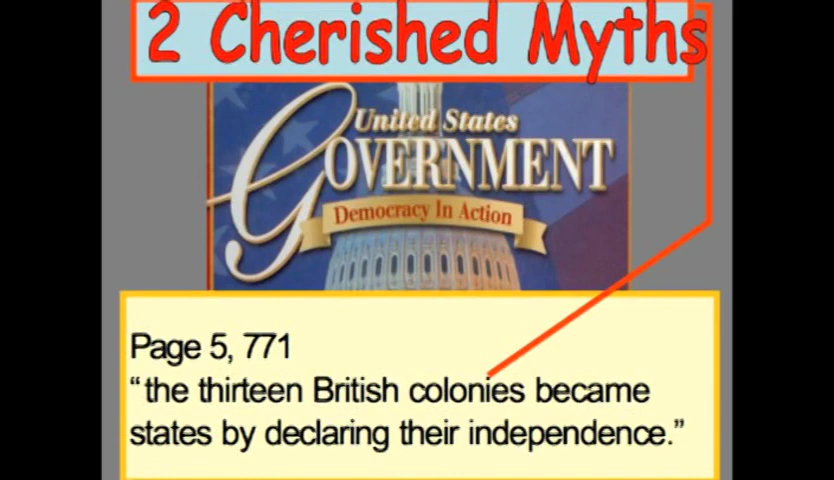 2 Cherished Myths
United States
GOVERNMENT
Democracy In Action
Page 5, 771
“the thirteen British colonies became
states by declaring their independence.”